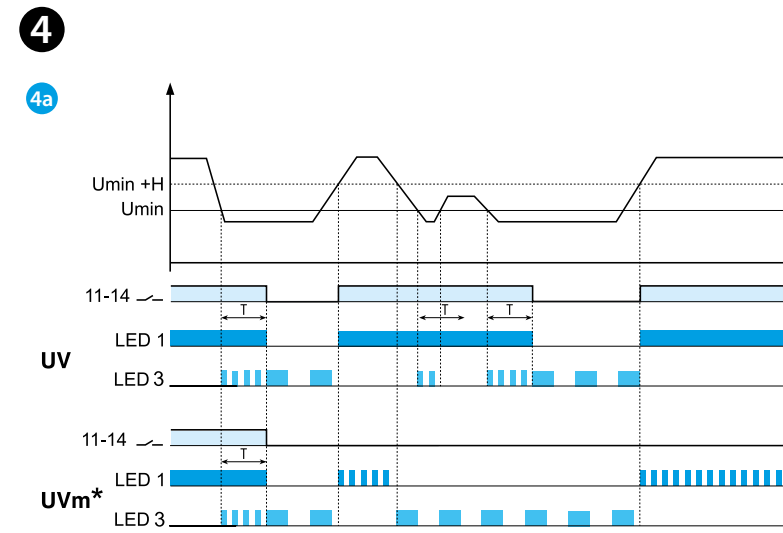 4
4a
Umin +H
Umin
11-14
T
T
T
LED 1
UV
LED 3
11-14
T
LED 1
UVm*
LED 3